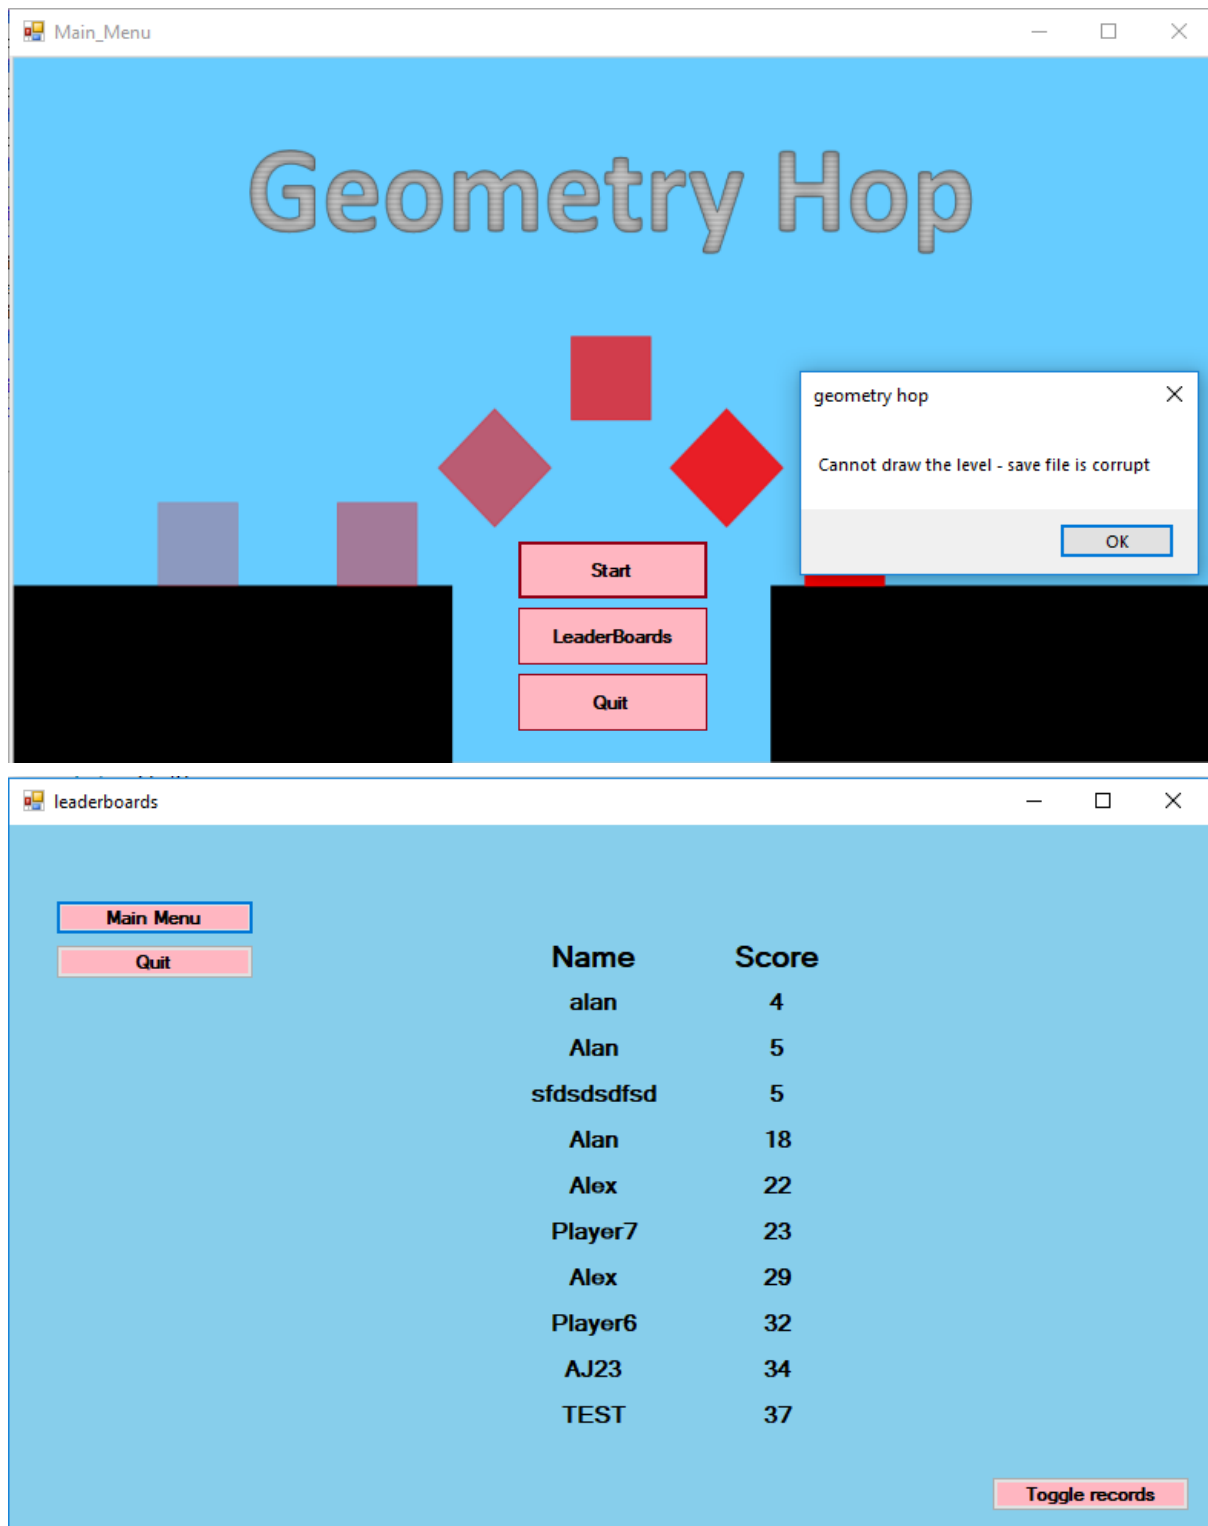 Main_Menu
Geometry Hop
geometry hop
Cannot draw the level - save file is corrupt
OK
Start
LeaderBoards
Quit
leaderboards
Main Menu
Quit
Name Score
alan 4
Alan 5
sfdsdsdfsd 5
Alan 18
Alex 22
Player7 23
Alex 29
Player6 32
AJ23 34
TEST 37
Toggle records